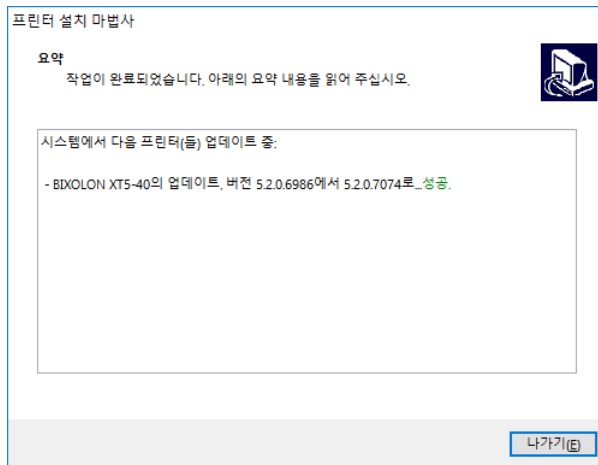 프린터 설치 마법사
요약
작업이 완료되었습니다. 아래의 요약 내용을 읽어 주십시오.
시스템에서 다음 프린터(들) 업데이트 중:
- BIXOLON XT5-40의 업데이트, 버전 5.2.0.6986에서 5.2.0.7074로...성공.
나가기(E)